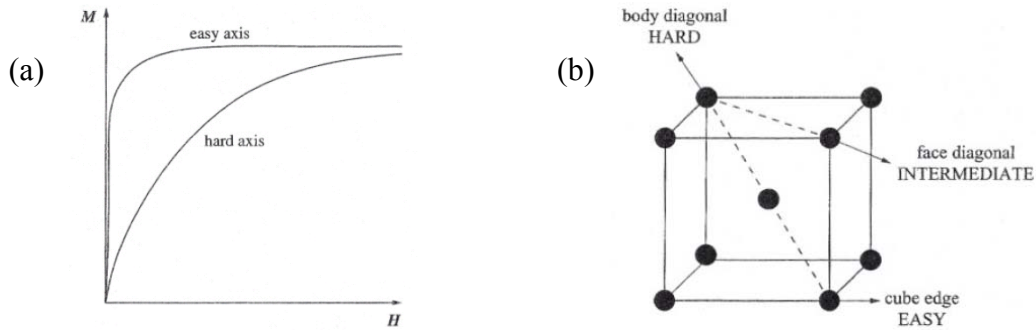 (a)
M
easy axis
hard axis
H
(b)
body diagonal
HARD
face diagonal
INTERMEDIATE
cube edge
EASY